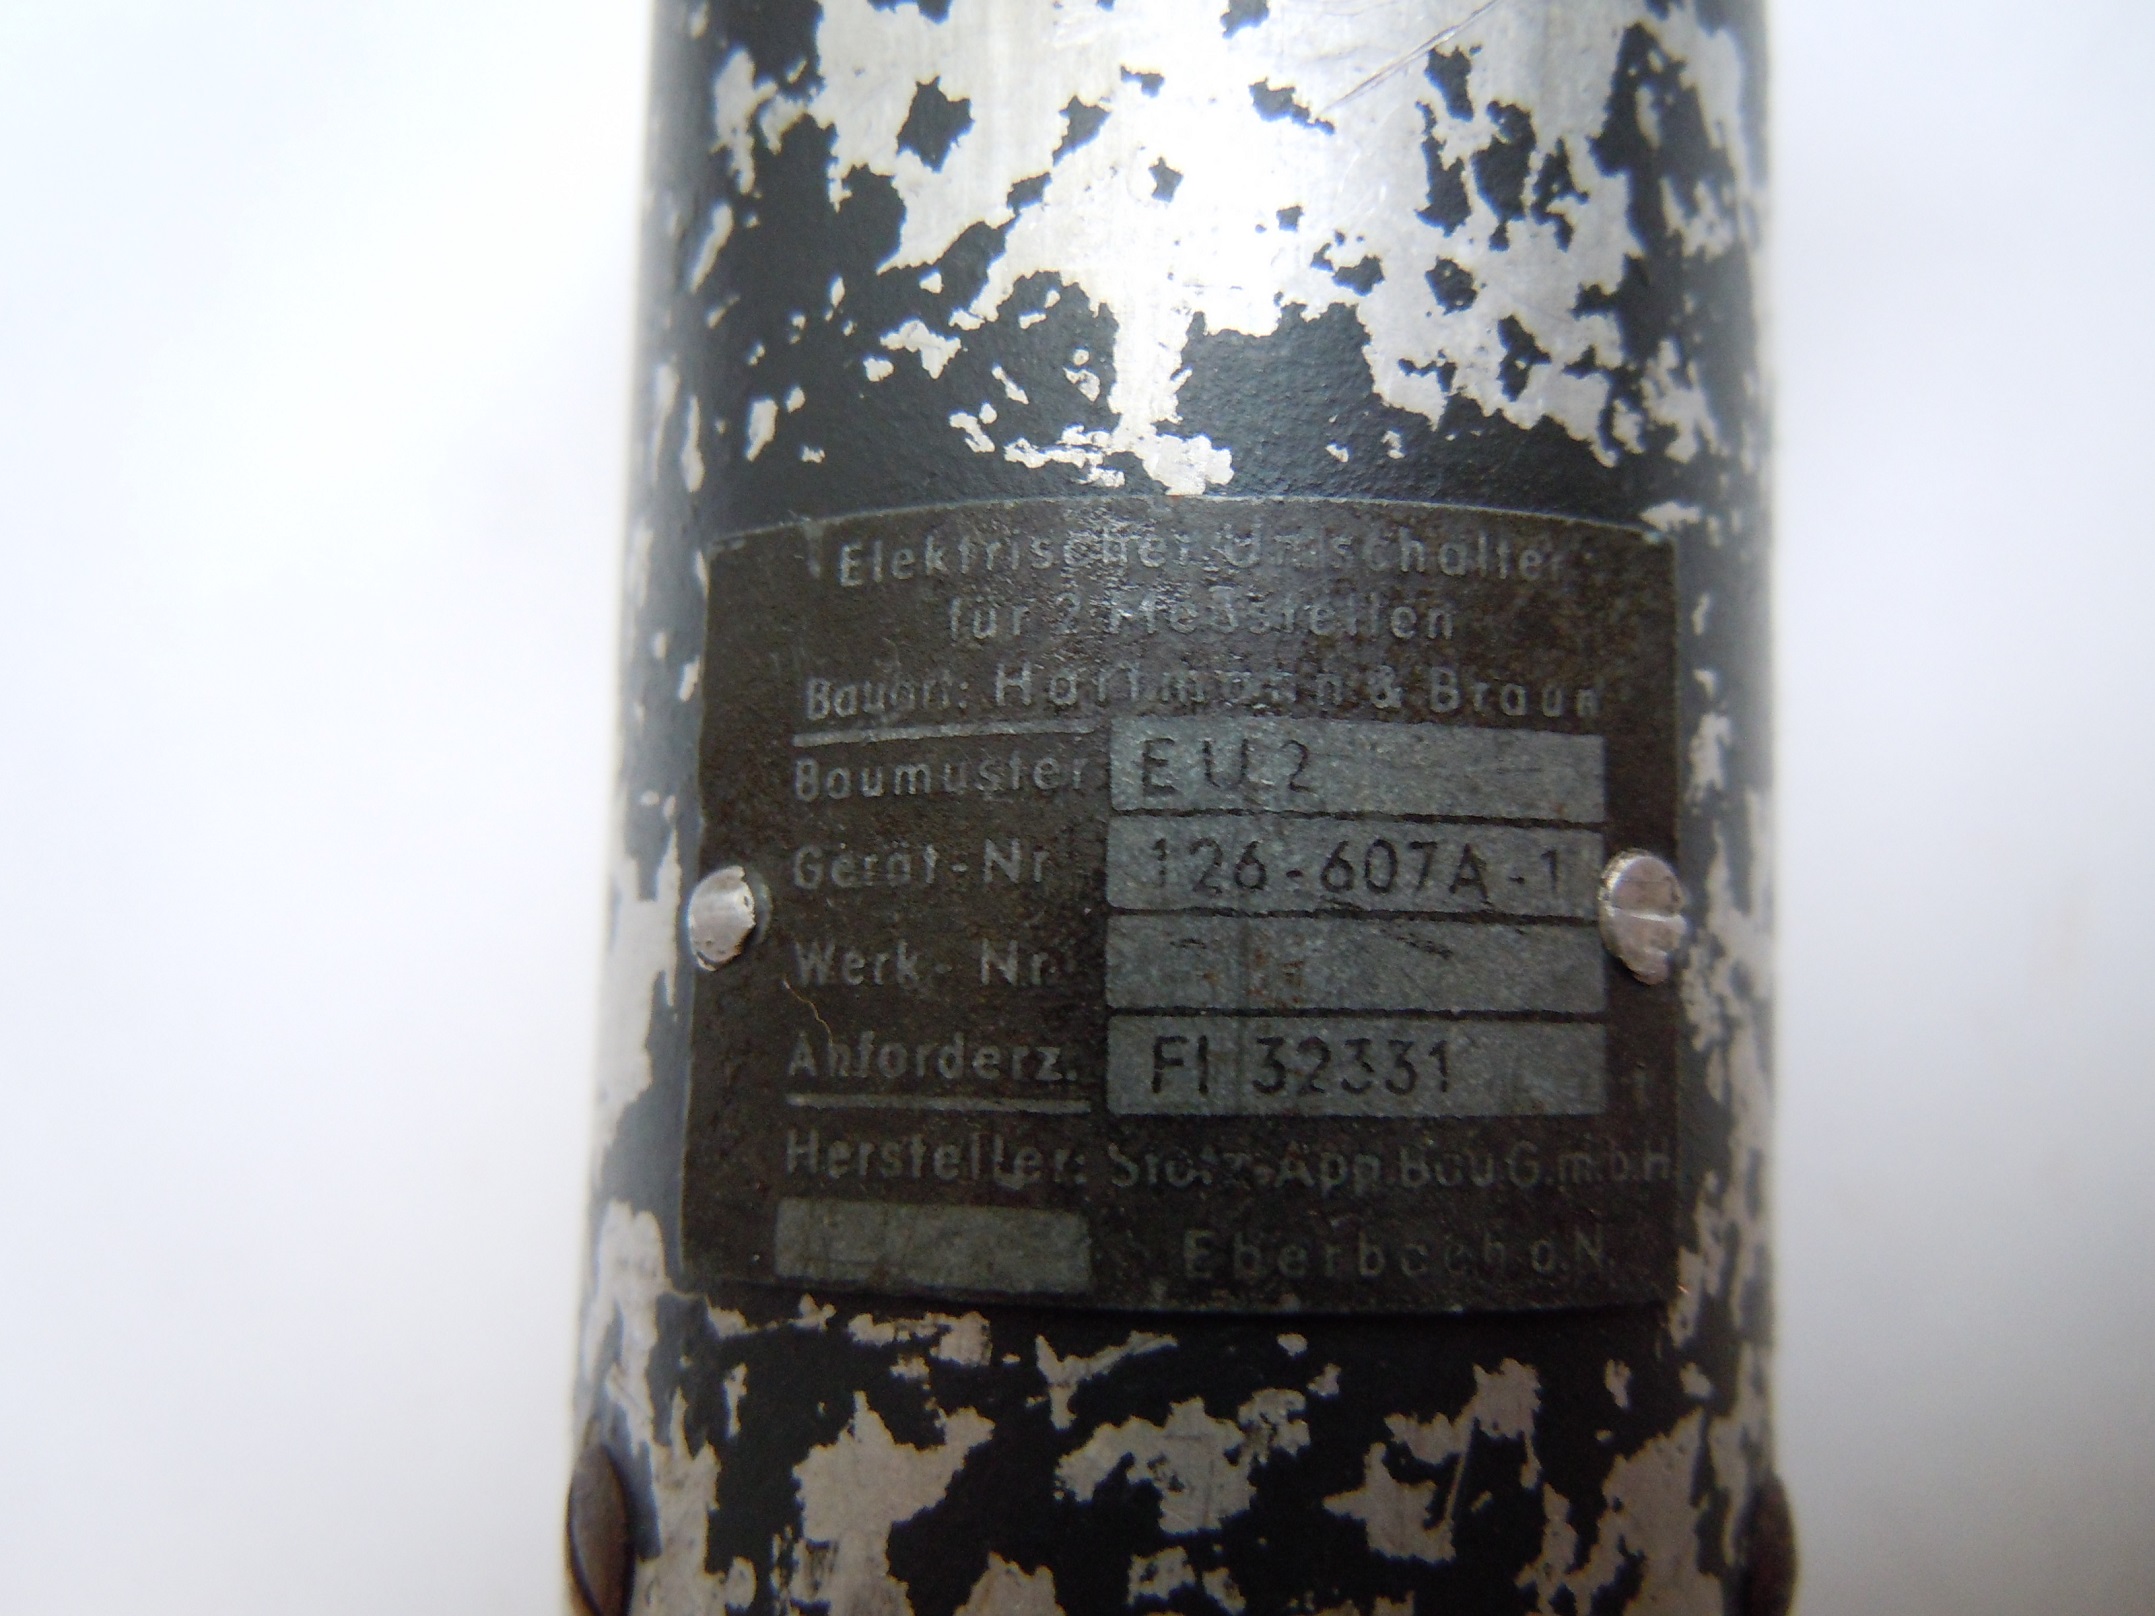 Elektrischer Umschalter
für 2 Meßstellen
Bauart: Hartmann & Braun
Baumuster EU 2
Gerät-Nr 126-607A-1
Werk-Nr
Anforderz. Fl 32331
Hersteller: Stotz-App.Bau G.m.b.H
Eberbach a.N.